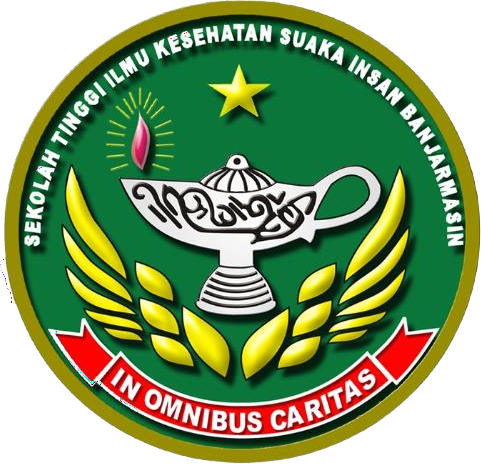 SEKOLAH TINGGI ILMU KESEHATAN SUAKA INSAN BANJARMASIN
IN OMNIBUS CARITAS